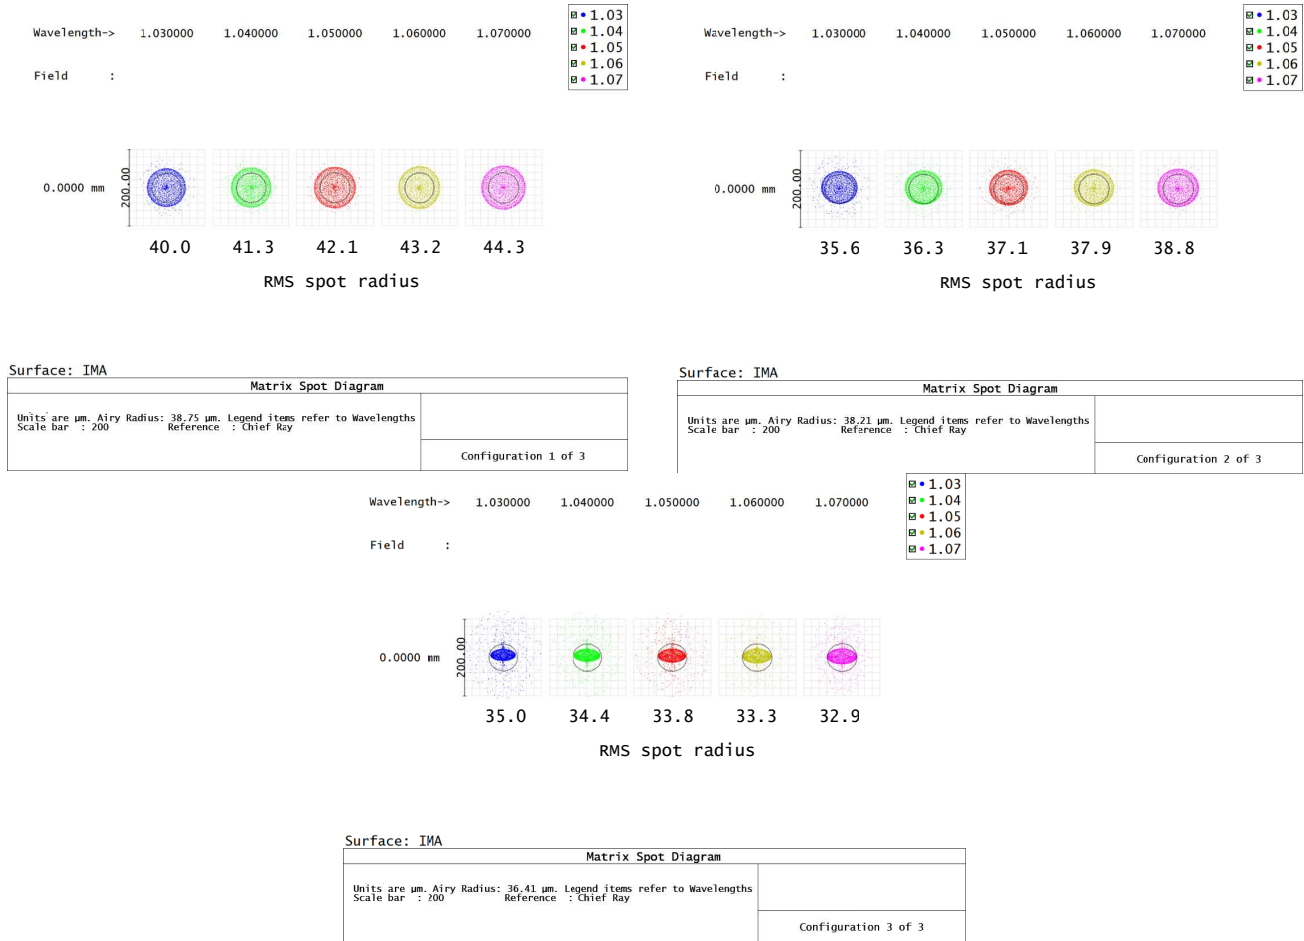 Wavelength-> 1.030000 1.040000 1.050000 1.060000 1.070000
1.03
1.04
1.05
1.06
1.07
Field :
200.00
0.0000 mm
40.0 41.3 42.1 43.2 44.3
RMS spot radius
Surface: IMA
Matrix Spot Diagram
Units are µm. Airy Radius: 38.75 µm. Legend items refer to Wavelengths
Scale bar : 200 Reference : Chief Ray
Configuration 1 of 3
Wavelength-> 1.030000 1.040000 1.050000 1.060000 1.070000
1.03
1.04
1.05
1.06
1.07
Field :
200.00
0.0000 mm
35.6 36.3 37.1 37.9 38.8
RMS spot radius
Surface: IMA
Matrix Spot Diagram
Units are µm. Airy Radius: 38.21 µm. Legend items refer to Wavelengths
Scale bar : 200 Reference : Chief Ray
Configuration 2 of 3
Wavelength-> 1.030000 1.040000 1.050000 1.060000 1.070000
1.03
1.04
1.05
1.06
1.07
Field :
200.00
0.0000 mm
35.0 34.4 33.8 33.3 32.9
RMS spot radius
Surface: IMA
Matrix Spot Diagram
Units are µm. Airy Radius: 36.41 µm. Legend items refer to Wavelengths
Scale bar : 200 Reference : Chief Ray
Configuration 3 of 3